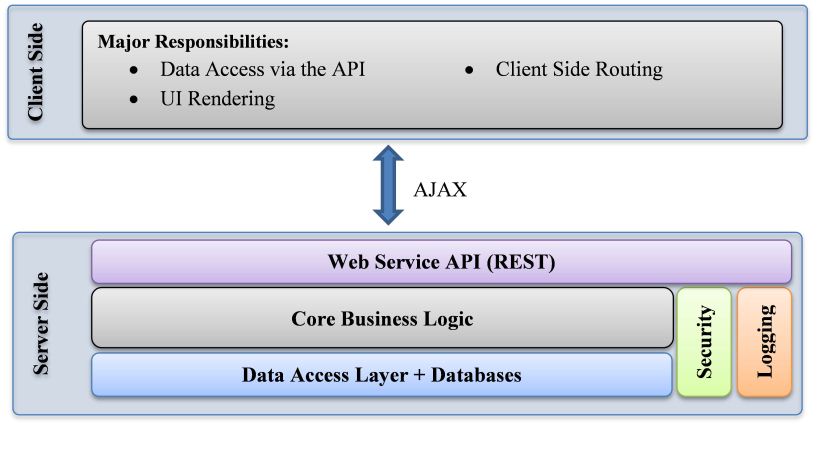 Client Side
Major Responsibilities:
• Data Access via the API
• Client Side Routing
• UI Rendering
AJAX
Server Side
Web Service API (REST)
Core Business Logic
Data Access Layer + Databases
Security
Logging